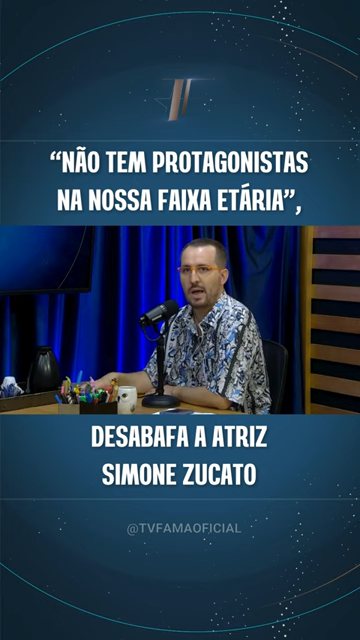 “NÃO TEM PROTAGONISTAS
NA NOSSA FAIXA ETÁRIA”,
DESABAFA A ATRIZ
SIMONE ZUCATO
@TVFAMAOFICIAL